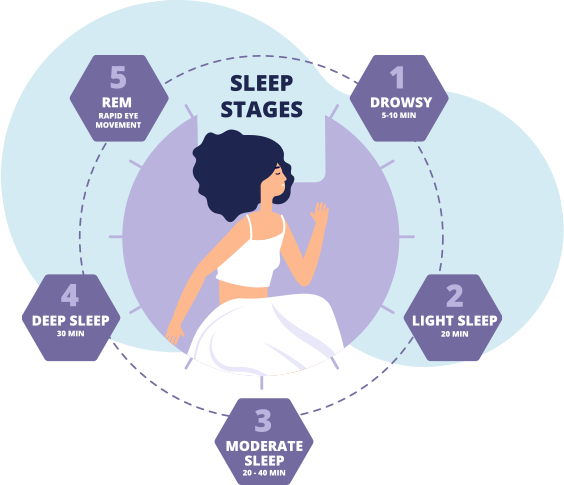 SLEEP
STAGES
1
DROWSY
5-10 MIN
2
LIGHT SLEEP
20 MIN
3
MODERATE
SLEEP
20 - 40 MIN
4
DEEP SLEEP
30 MIN
5
REM
RAPID EYE
MOVEMENT